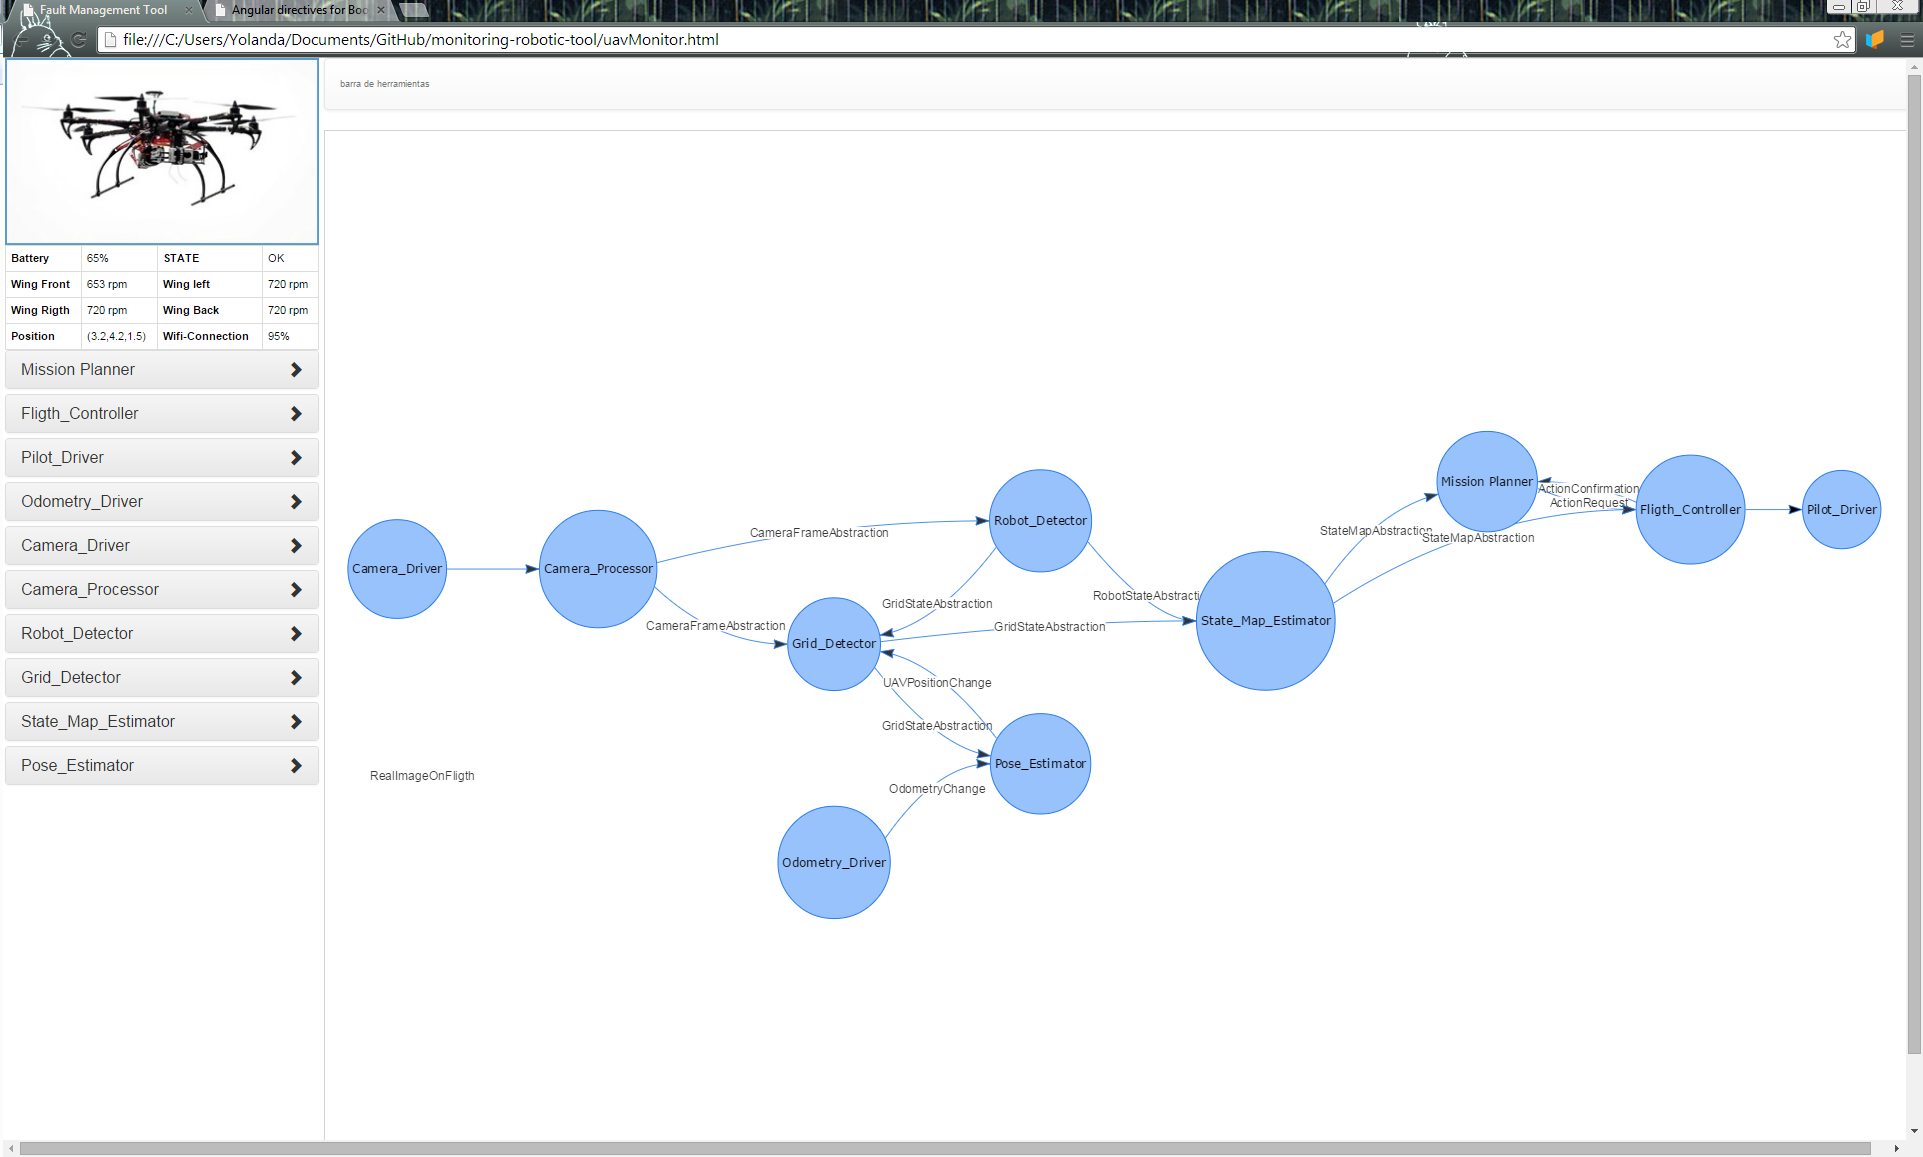 Fault Management Tool
Angular directives for Boo
file:///C:/Users/Yolanda/Documents/GitHub/monitoring-robotic-tool/uavMonitor.html
barra de herramientas
Battery 65% STATE OK
Wing Front 653 rpm Wing left 720 rpm
Wing Rigth 720 rpm Wing Back 720 rpm
Position (3.2,4.2,1.5) Wifi-Connection 95%
Mission Planner
Fligth_Controller
Pilot_Driver
Odometry_Driver
Camera_Driver
Camera_Processor
Robot_Detector
Grid_Detector
State_Map_Estimator
Pose_Estimator
Camera_Driver
Camera_Processor
CameraFrameAbstraction
CameraFrameAbstraction
Robot_Detector
GridStateAbstraction
Grid_Detector
GridStateAbstraction
RobotStateAbstracti
UAVPositionChange
GridStateAbstraction
Pose_Estimator
OdometryChange
Odometry_Driver
RealImageOnFligth
State_Map_Estimator
StateMapAbstraction
StateMapAbstraction
Mission Planner
ActionConfirmation
ActionRequest
Fligth_Controller
Pilot_Driver